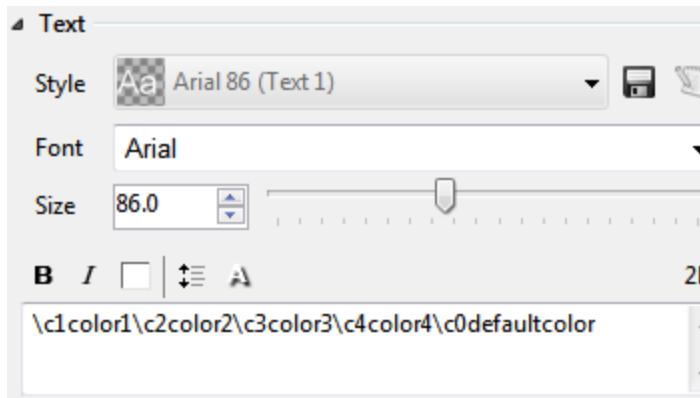 Text
Style Aa Arial 86 (Text 1)
Font Arial
Size 86.0
B I A
\c1color1\c2color2\c3color3\c4color4\c0defaultcolor